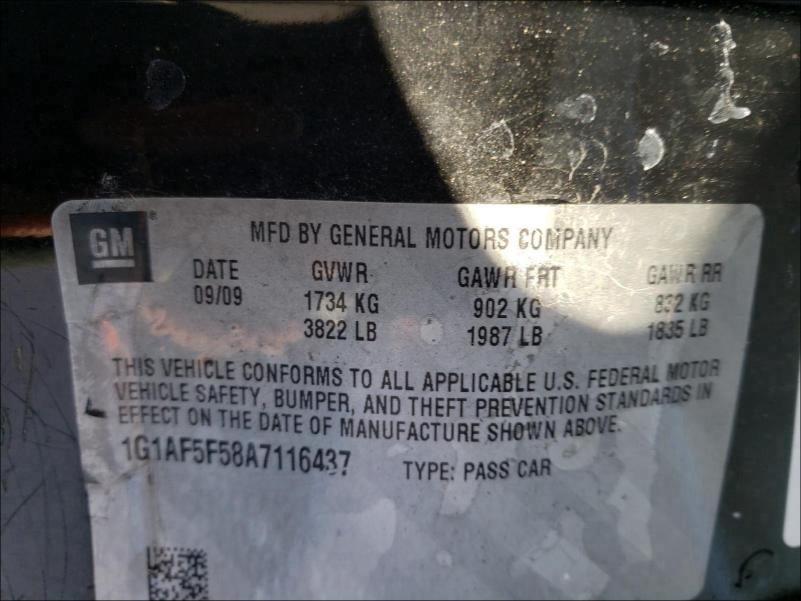 GM® MFD BY GENERAL MOTORS COMPANY
DATE GVWR GAWR FRT GAWR RR
09/09 1734 KG 902 KG 832 KG
3822 LB 1987 LB 1835 LB
THIS VEHICLE CONFORMS TO ALL APPLICABLE U.S. FEDERAL MOTOR
VEHICLE SAFETY, BUMPER, AND THEFT PREVENTION STANDARDS IN
EFFECT ON THE DATE OF MANUFACTURE SHOWN ABOVE.
1G1AF5F58A7116437 TYPE: PASS CAR